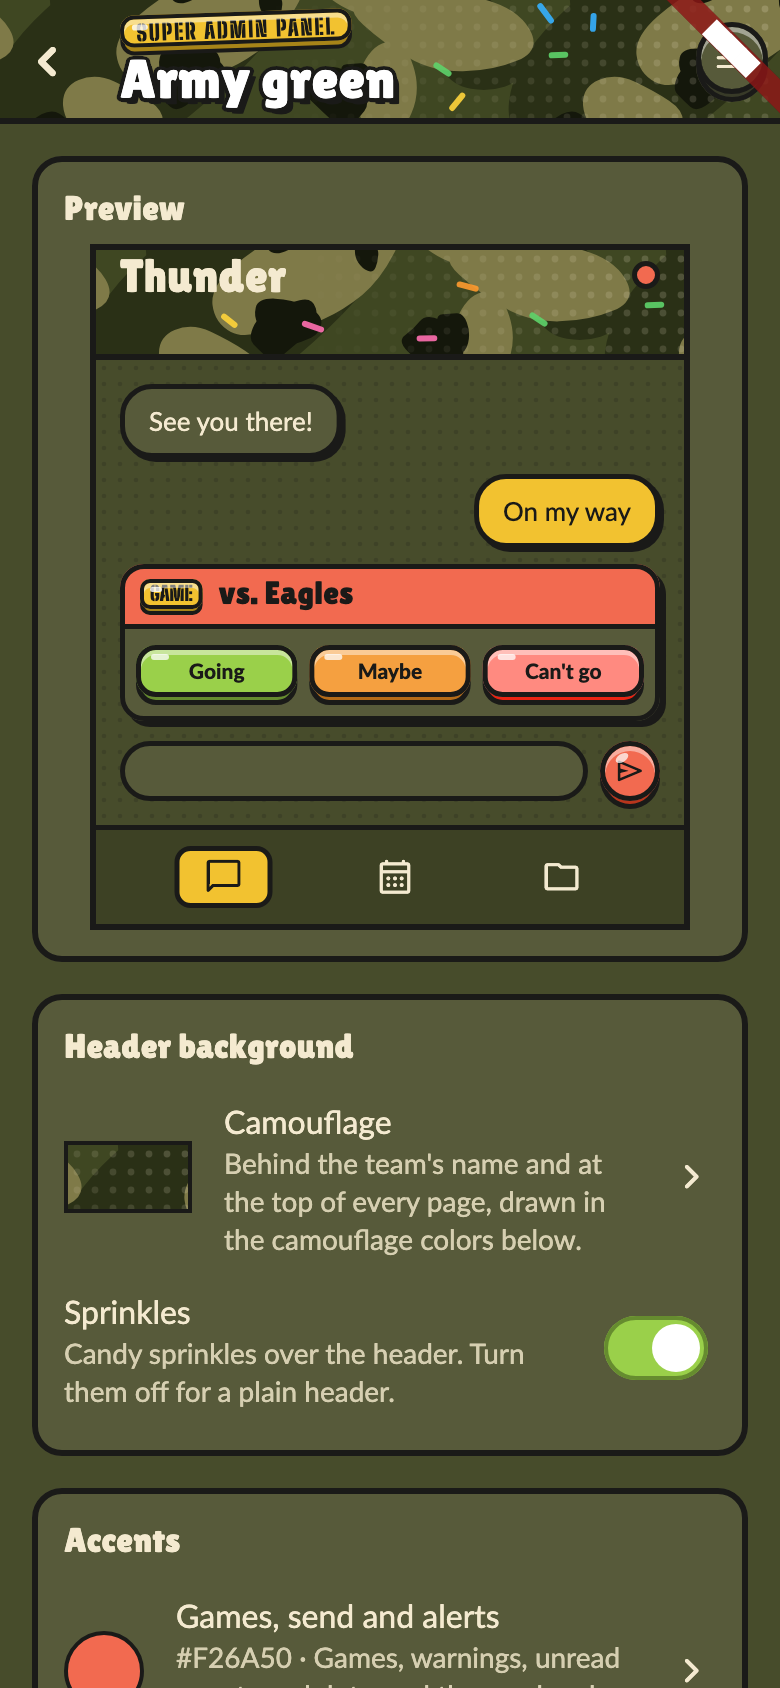 SUPER ADMIN PANEL
Army green
Preview
Thunder
See you there!
On my way
GAME vs. Eagles
Going Maybe Can't go
Header background
Camouflage
Behind the team's name and at
the top of every page, drawn in
the camouflage colors below.
Sprinkles
Candy sprinkles over the header. Turn
them off for a plain header.
Accents
Games, send and alerts
#F26A50 · Games, warnings, unread